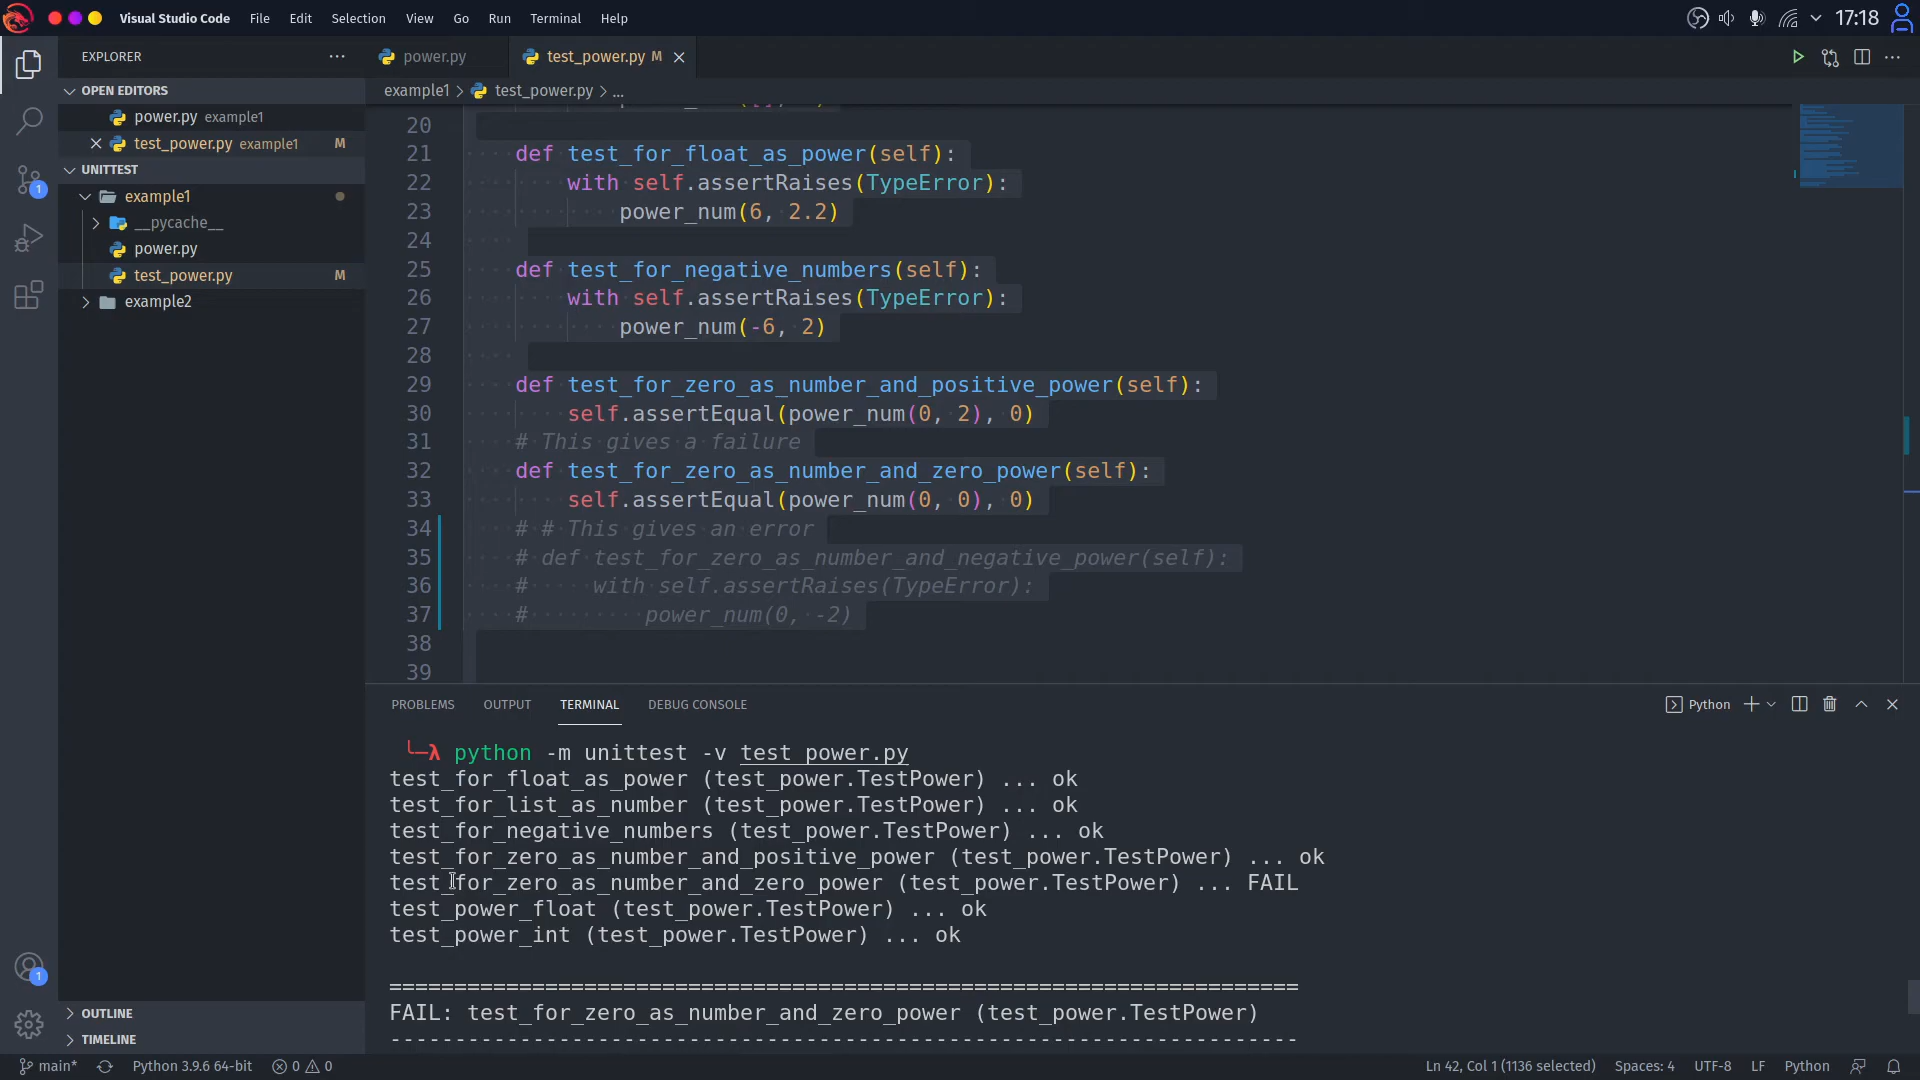 Visual Studio Code File Edit Selection View Go Run Terminal Help 17:18
EXPLORER
power.py
test_power.py M
OPEN EDITORS
example1 > test_power.py > ...
power.py example1
test_power.py example1 M
UNITTEST
example1
__pycache__
power.py
test_power.py M
example2
1
1
20
21 def test_for_float_as_power(self):
22 with self.assertRaises(TypeError):
23 power_num(6, 2.2)
24
25 def test_for_negative_numbers(self):
26 with self.assertRaises(TypeError):
27 power_num(-6, 2)
28
29 def test_for_zero_as_number_and_positive_power(self):
30 self.assertEqual(power_num(0, 2), 0)
31 # This gives a failure
32 def test_for_zero_as_number_and_zero_power(self):
33 self.assertEqual(power_num(0, 0), 0)
34 # # This gives an error
35 # def test_for_zero_as_number_and_negative_power(self):
36 # with self.assertRaises(TypeError):
37 # power_num(0, -2)
38
39
PROBLEMS OUTPUT TERMINAL DEBUG CONSOLE Python
╰─λ python -m unittest -v test_power.py
test_for_float_as_power (test_power.TestPower) ... ok
test_for_list_as_number (test_power.TestPower) ... ok
test_for_negative_numbers (test_power.TestPower) ... ok
test_for_zero_as_number_and_positive_power (test_power.TestPower) ... ok
test_for_zero_as_number_and_zero_power (test_power.TestPower) ... FAIL
test_power_float (test_power.TestPower) ... ok
test_power_int (test_power.TestPower) ... ok
======================================================================
FAIL: test_for_zero_as_number_and_zero_power (test_power.TestPower)
----------------------------------------------------------------------
OUTLINE
TIMELINE
main* Python 3.9.6 64-bit 0 0 Ln 42, Col 1 (1136 selected) Spaces: 4 UTF-8 LF Python